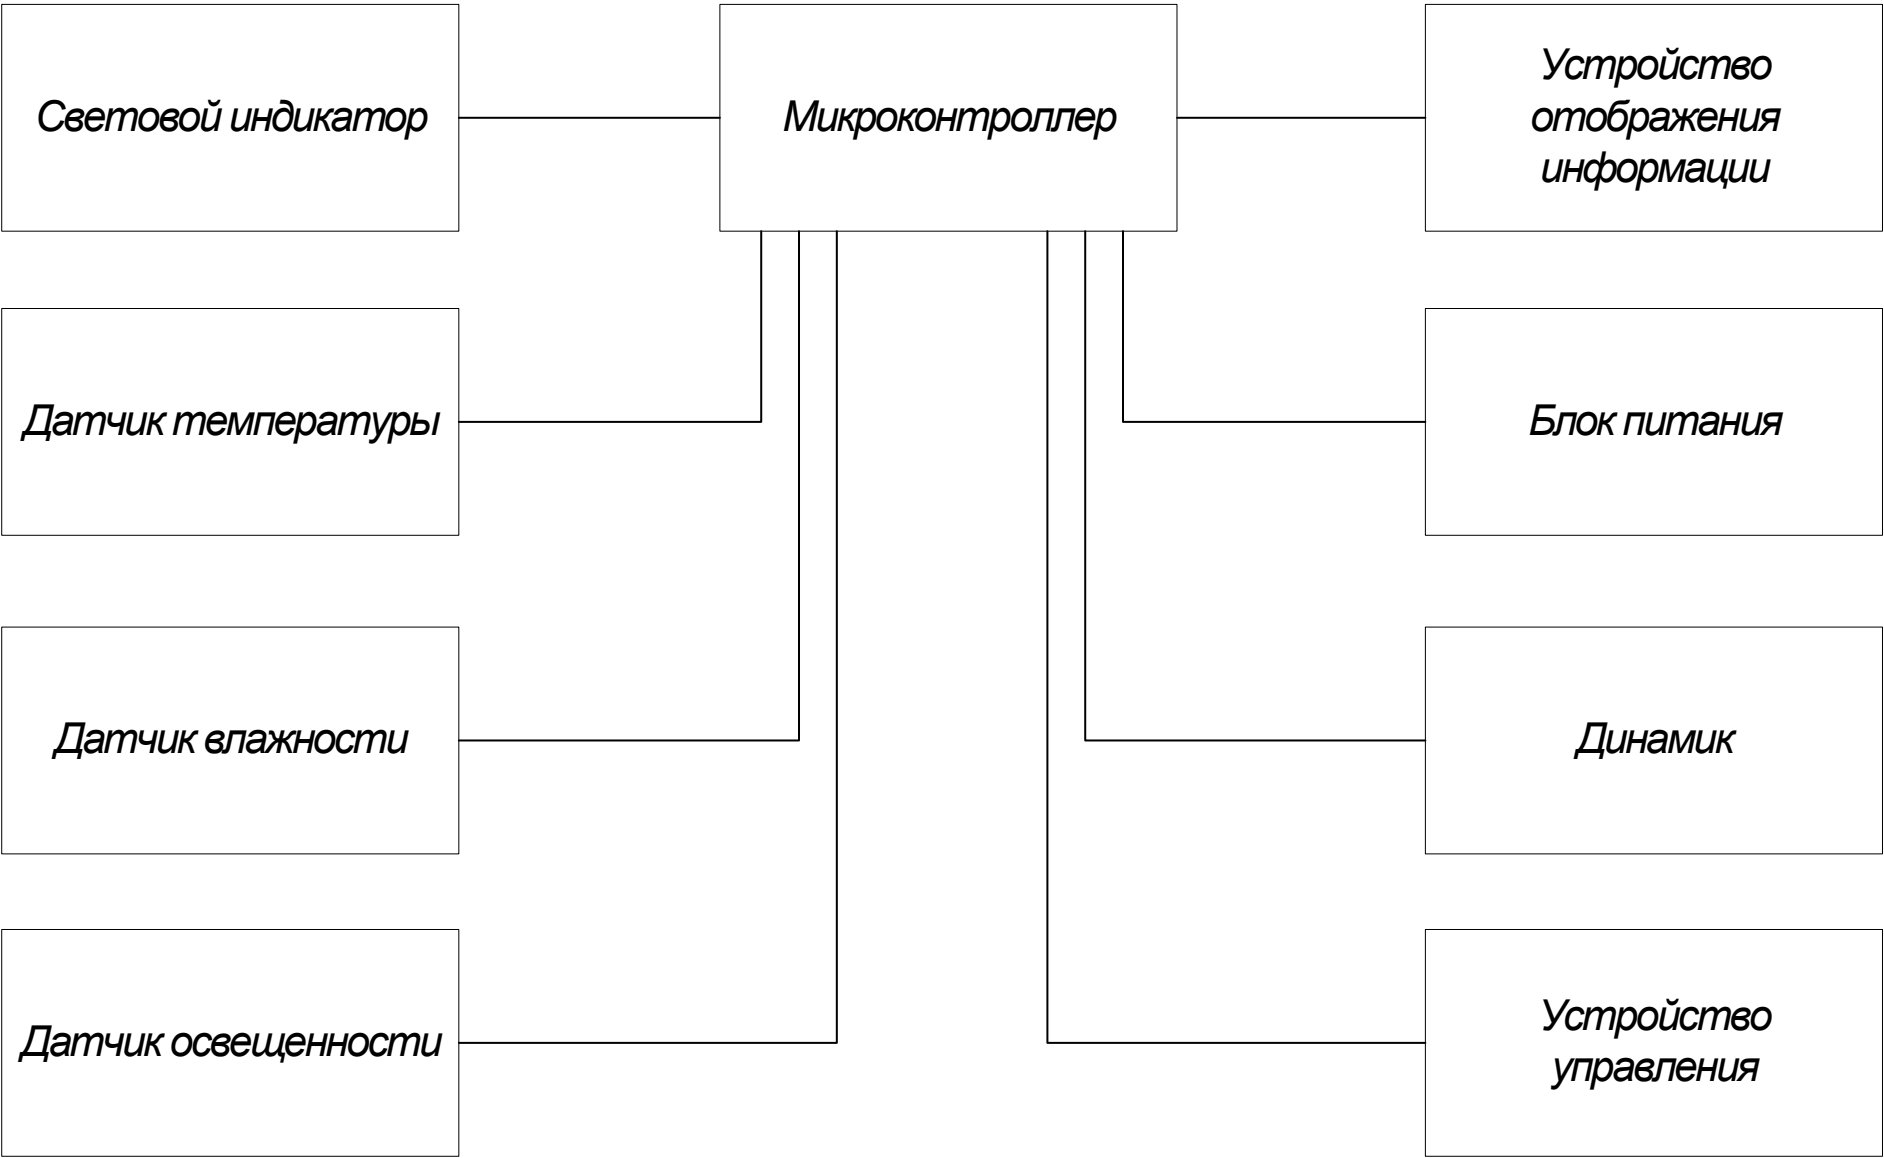 Световой индикатор
Микроконтроллер
Устройство
отображения
информации
Датчик температуры
Блок питания
Датчик влажности
Динамик
Датчик освещенности
Устройство
управления